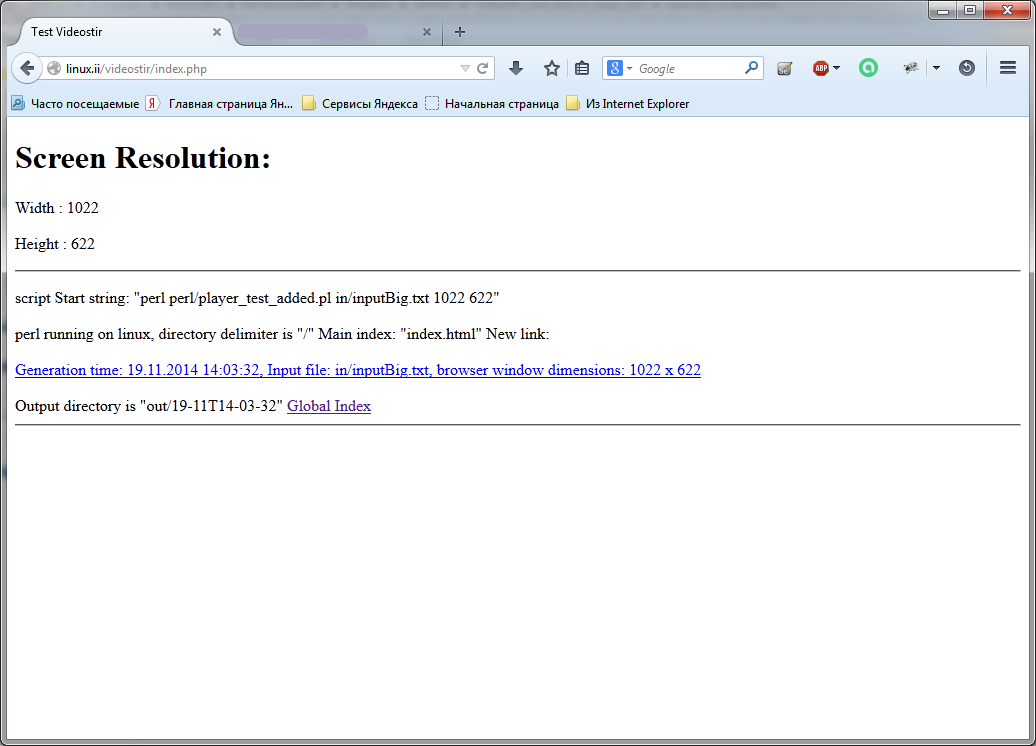 Test Videostir
linux.ii/videostir/index.php
Google
ABP
Часто посещаемые
Главная страница Ян...
Сервисы Яндекса
Начальная страница
Из Internet Explorer
Screen Resolution:
Width : 1022
Height : 622
script Start string: "perl perl/player_test_added.pl in/inputBig.txt 1022 622"
perl running on linux, directory delimiter is "/" Main index: "index.html" New link:
Generation time: 19.11.2014 14:03:32, Input file: in/inputBig.txt, browser window dimensions: 1022 x 622
Output directory is "out/19-11T14-03-32" Global Index